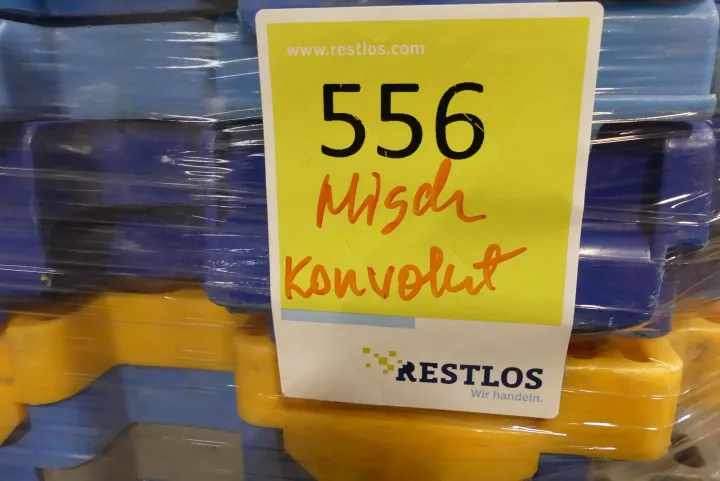 www.restlos.com
556
Misch
Konvolut
RESTLOS
Wir handeln.